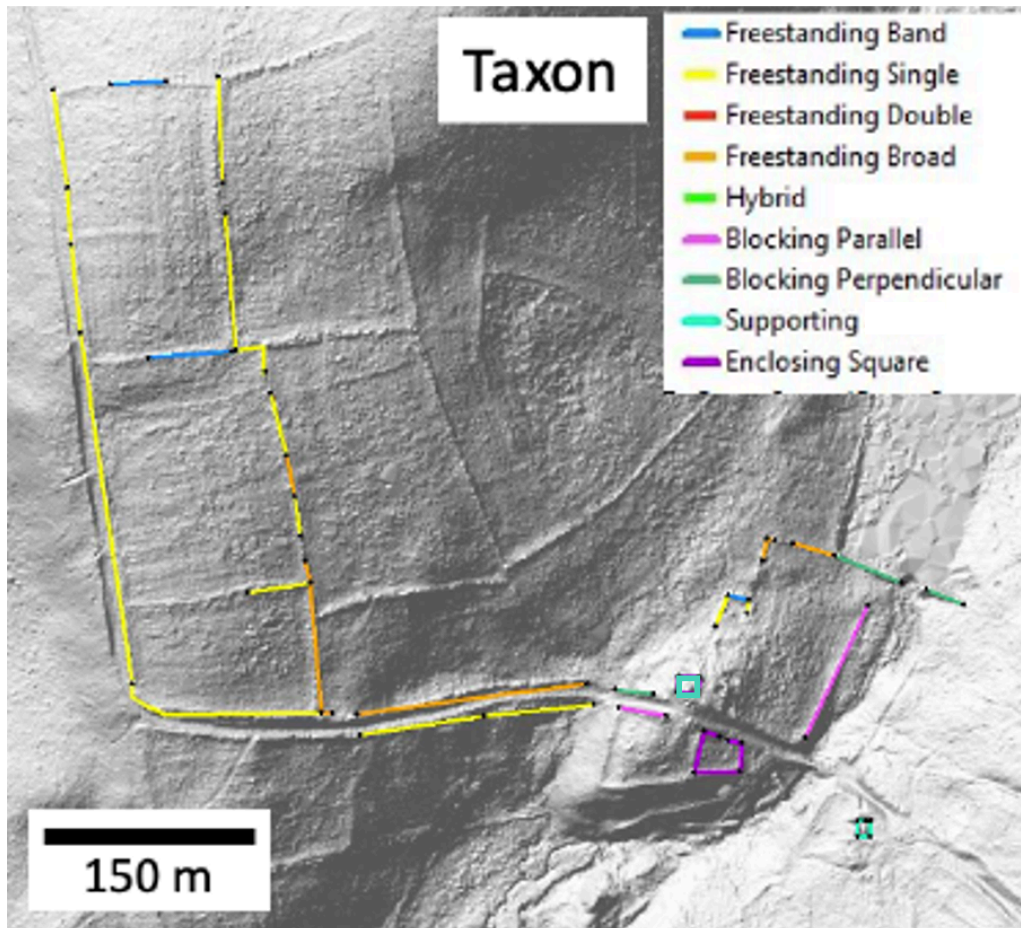 Taxon
Freestanding Band
Freestanding Single
Freestanding Double
Freestanding Broad
Hybrid
Blocking Parallel
Blocking Perpendicular
Supporting
Enclosing Square
150 m